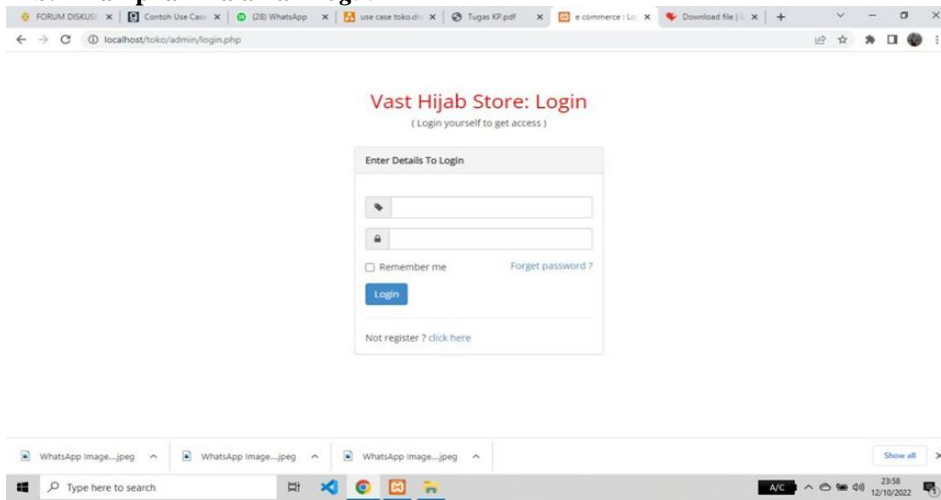 FORUM DISKUSI
Contoh Use Case
(28) WhatsApp
use case toko.dr
Tugas KP.pdf
e commerce : Lo
Download file | i
localhost/toko/admin/login.php
Vast Hijab Store: Login
( Login yourself to get access )
Enter Details To Login
Remember me
Forget password ?
Login
Not register ? click here
WhatsApp Image....jpeg
WhatsApp Image....jpeg
WhatsApp Image....jpeg
Show all
Type here to search
A/C
23:58
12/10/2022